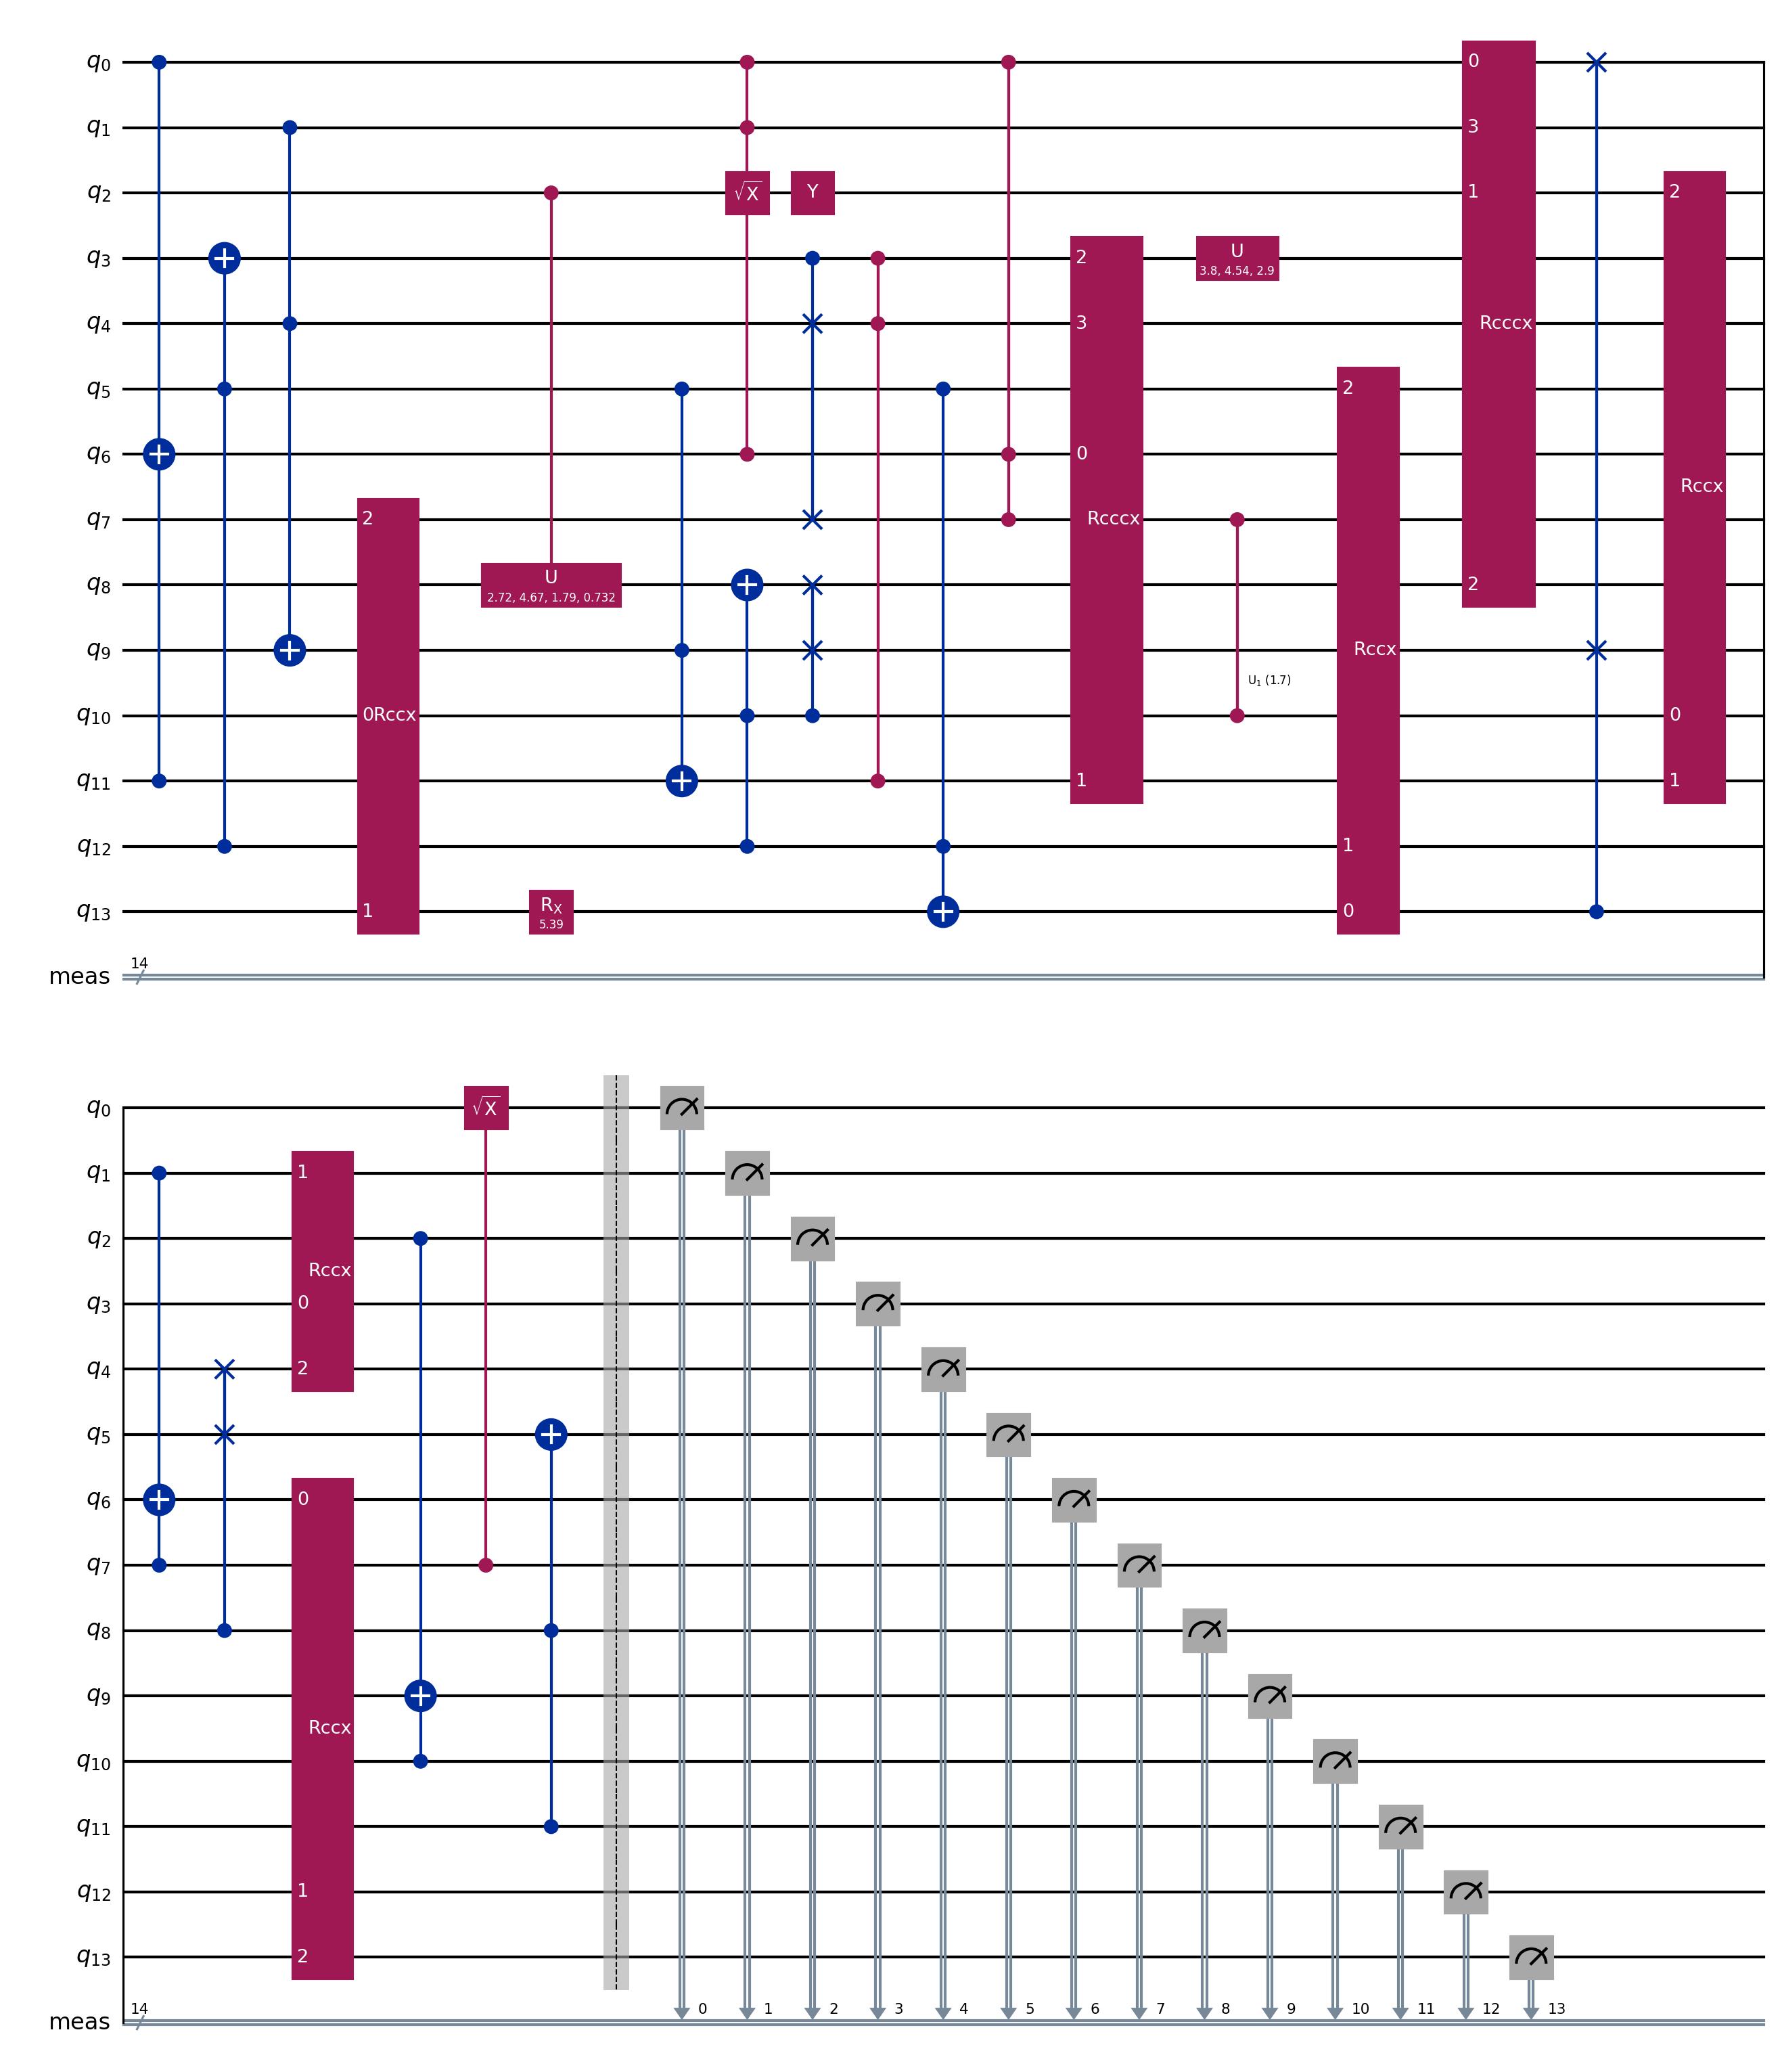 q0 0
q1 3
q2 √X Y 1 2
q3 2 U
3.8, 4.54, 2.9
q4 3 Rcccx
q5 2
q6 0 Rccx
q7 2 Rcccx
q8 U 2
2.72, 4.67, 1.79, 0.732
q9 Rccx
U1 (1.7)
q10 0Rccx 0
q11 1 1
q12 1
q13 1 RX 0
5.39
meas 14
q0 √X
q1 1
q2 Rccx
q3 0
q4 2
q5
q6 0
q7
q8
q9 Rccx
q10
q11
q12 1
q13 2
meas 14 0 1 2 3 4 5 6 7 8 9 10 11 12 13